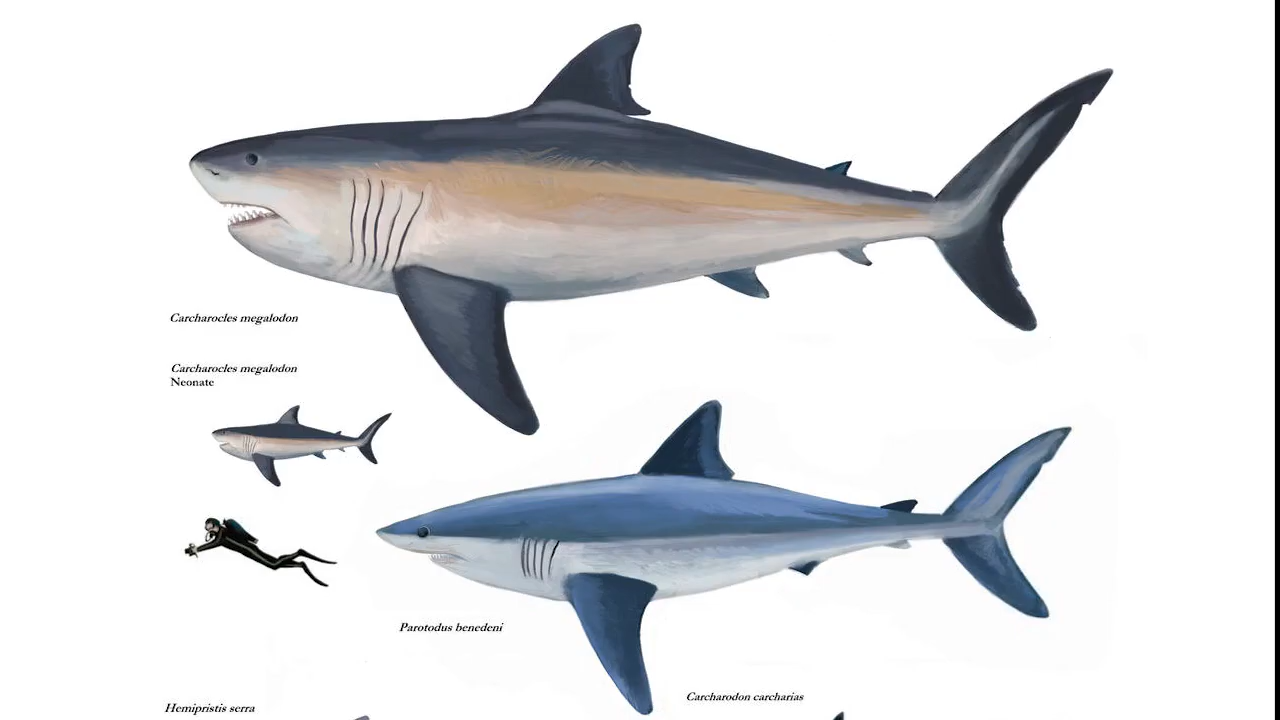 Carcharocles megalodon
Carcharocles megalodon
Neonate
Parotodus benedeni
Carcharodon carcharias
Hemipristis serra